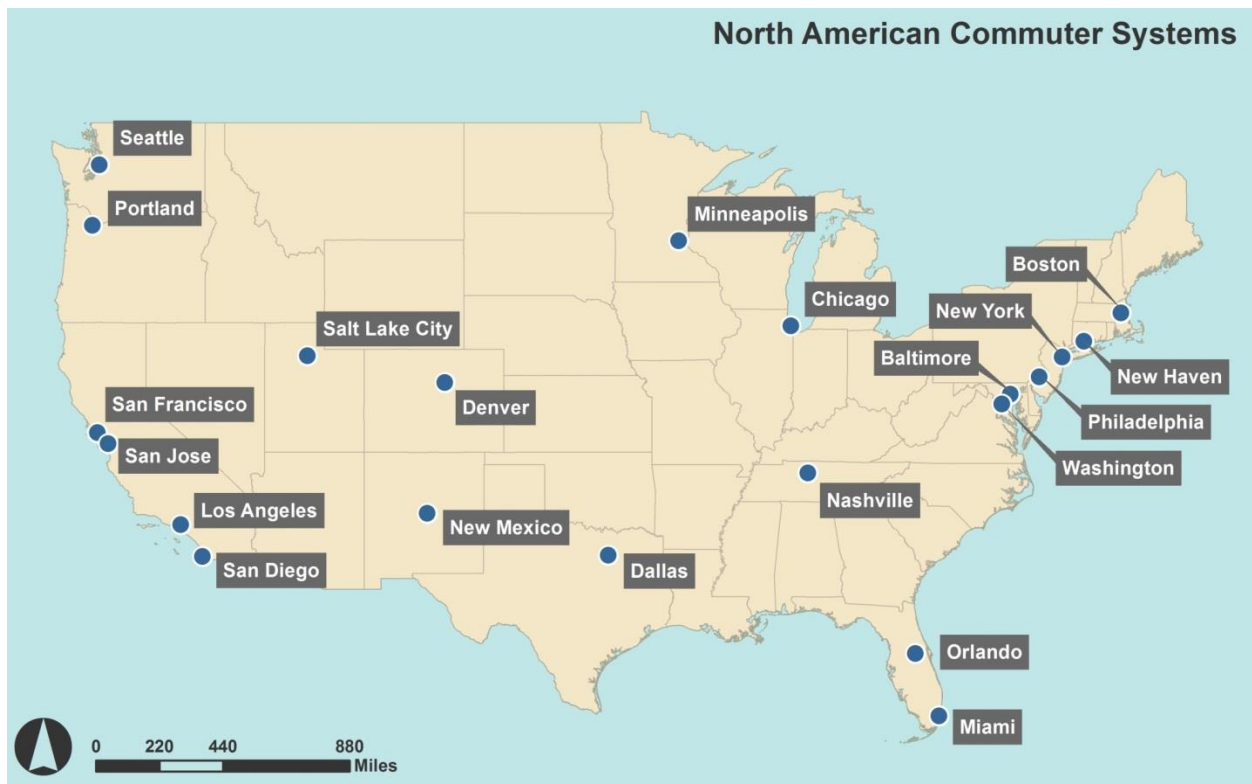 North American Commuter Systems
Seattle
Portland
Minneapolis
Boston
Chicago
New York
Salt Lake City
Baltimore
New Haven
Denver
San Francisco
Philadelphia
San Jose
Washington
Nashville
Los Angeles
New Mexico
San Diego
Dallas
Orlando
Miami
0 220 440 880
Miles